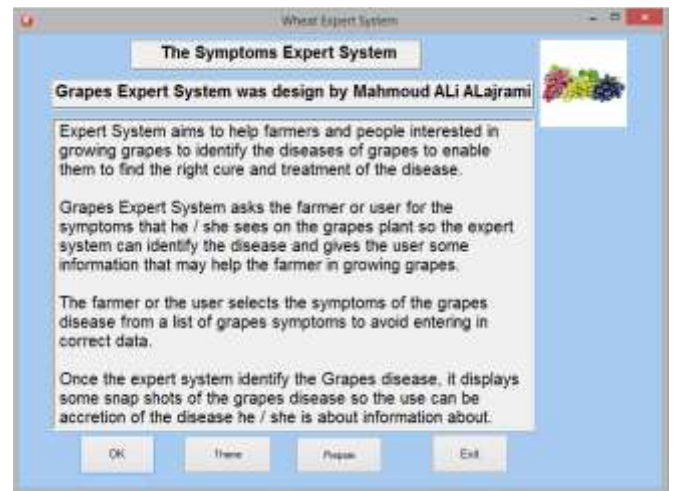 Wheat Expert System
The Symptoms Expert System
Grapes Expert System was design by Mahmoud ALi ALajrami
Expert System aims to help farmers and people interested in
growing grapes to identify the diseases of grapes to enable
them to find the right cure and treatment of the disease.
Grapes Expert System asks the farmer or user for the
symptoms that he / she sees on the grapes plant so the expert
system can identify the disease and gives the user some
information that may help the farmer in growing grapes.
The farmer or the user selects the symptoms of the grapes
disease from a list of grapes symptoms to avoid entering in
correct data.
Once the expert system identify the Grapes disease, it displays
some snap shots of the grapes disease so the use can be
accretion of the disease he / she is about information about.
OK
Exit